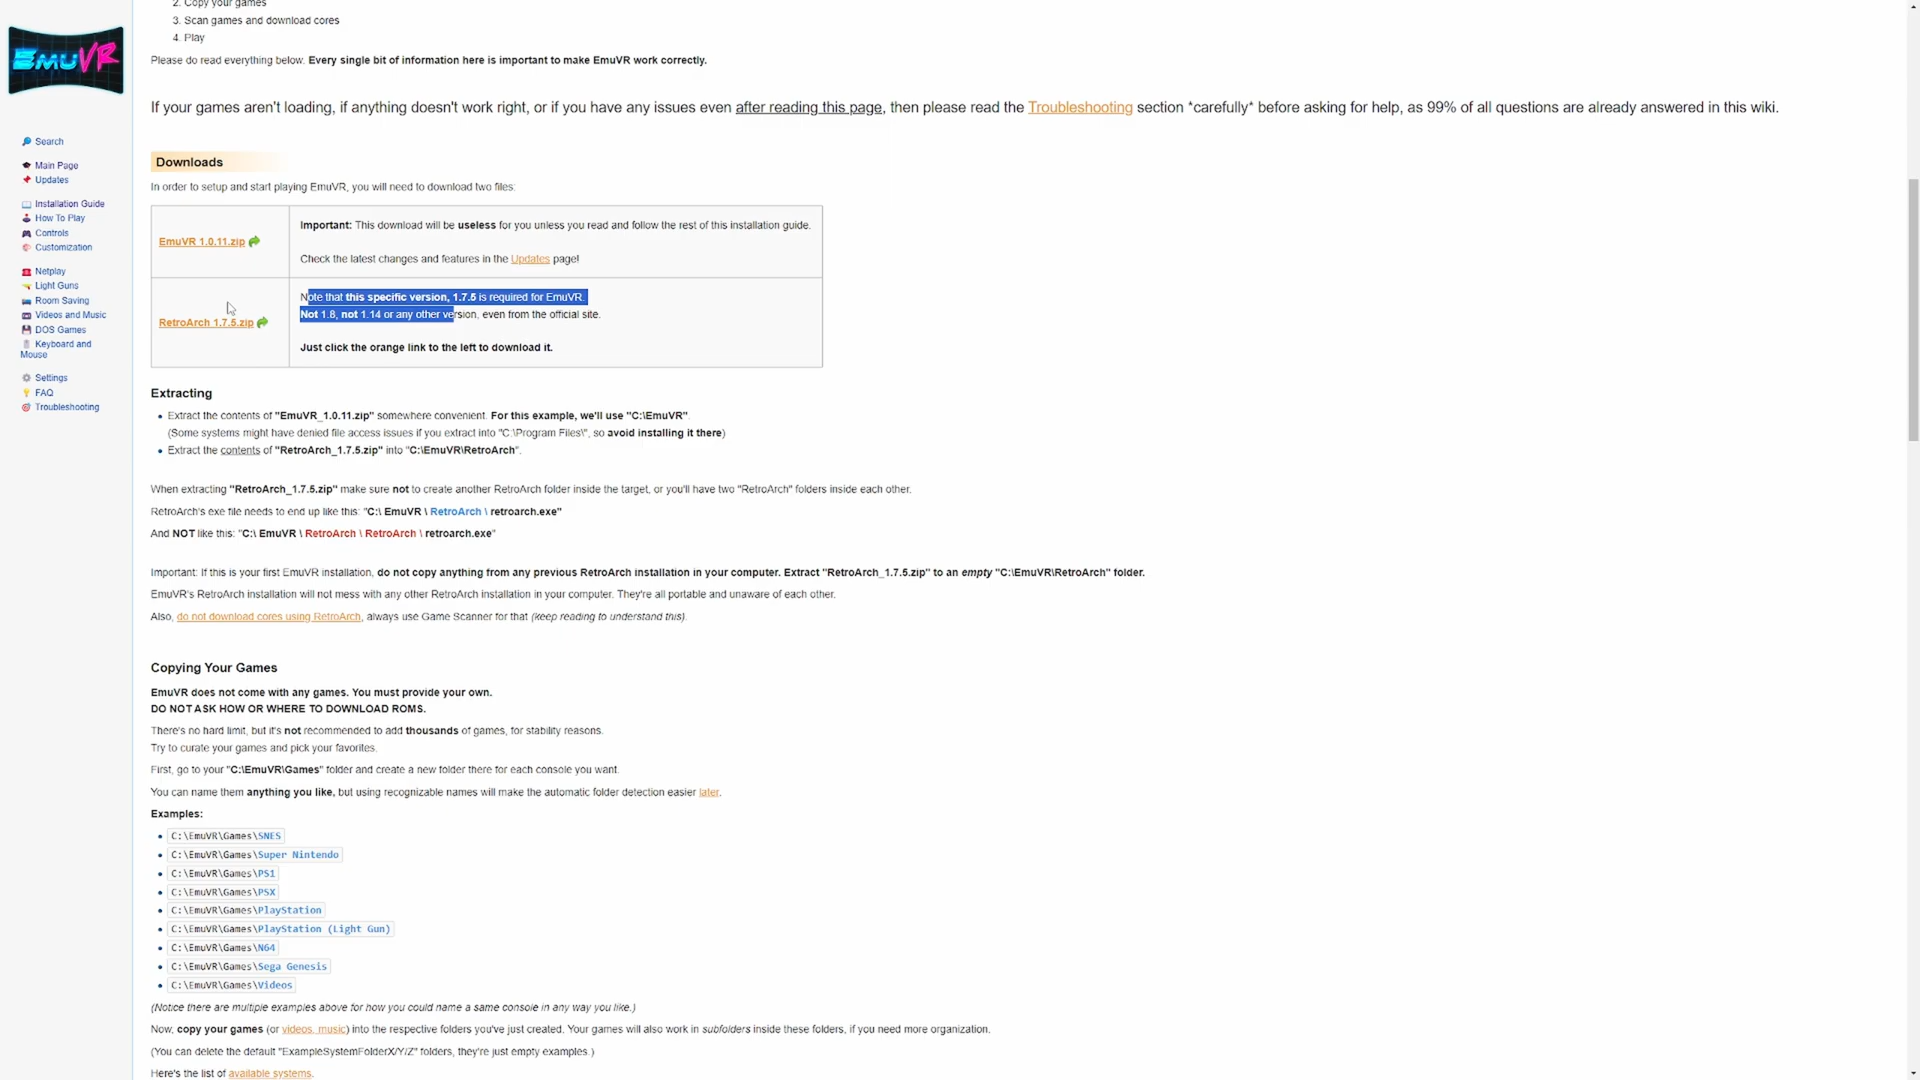 2. Copy your games
3. Scan games and download cores
4. Play
Please do read everything below. Every single bit of information here is important to make EmuVR work correctly.
EMUVR
If your games aren't loading, if anything doesn't work right, or if you have any issues even after reading this page, then please read the Troubleshooting section *carefully* before asking for help, as 99% of all questions are already answered in this wiki.
Search
Main Page
Updates
Installation Guide
How To Play
Controls
Customization
Netplay
Light Guns
Room Saving
Videos and Music
DOS Games
Keyboard and
Mouse
Settings
FAQ
Troubleshooting
Downloads
In order to setup and start playing EmuVR, you will need to download two files:
EmuVR 1.0.11.zip
Important: This download will be useless for you unless you read and follow the rest of this installation guide.
Check the latest changes and features in the Updates page!
RetroArch 1.7.5.zip
Note that this specific version, 1.7.5 is required for EmuVR.
Not 1.8, not 1.14 or any other version, even from the official site.
Just click the orange link to the left to download it.
Extracting
Extract the contents of "EmuVR_1.0.11.zip" somewhere convenient. For this example, we'll use "C:\EmuVR".
(Some systems might have denied file access issues if you extract into "C:\Program Files\", so avoid installing it there)
Extract the contents of "RetroArch_1.7.5.zip" into "C:\EmuVR\RetroArch".
When extracting "RetroArch_1.7.5.zip" make sure not to create another RetroArch folder inside the target, or you'll have two "RetroArch" folders inside each other.
RetroArch's exe file needs to end up like this: "C:\ EmuVR \ RetroArch \ retroarch.exe"
And NOT like this: "C:\ EmuVR \ RetroArch \ RetroArch \ retroarch.exe"
Important: If this is your first EmuVR installation, do not copy anything from any previous RetroArch installation in your computer. Extract "RetroArch_1.7.5.zip" to an empty "C:\EmuVR\RetroArch" folder.
EmuVR's RetroArch installation will not mess with any other RetroArch installation in your computer. They're all portable and unaware of each other.
Also, do not download cores using RetroArch, always use Game Scanner for that (keep reading to understand this).
Copying Your Games
EmuVR does not come with any games. You must provide your own.
DO NOT ASK HOW OR WHERE TO DOWNLOAD ROMS.
There's no hard limit, but it's not recommended to add thousands of games, for stability reasons.
Try to curate your games and pick your favorites.
First, go to your "C:\EmuVR\Games" folder and create a new folder there for each console you want.
You can name them anything you like, but using recognizable names will make the automatic folder detection easier later.
Examples:
C:\EmuVR\Games\SNES
C:\EmuVR\Games\Super Nintendo
C:\EmuVR\Games\PS1
C:\EmuVR\Games\PSX
C:\EmuVR\Games\PlayStation
C:\EmuVR\Games\PlayStation (Light Gun)
C:\EmuVR\Games\N64
C:\EmuVR\Games\Sega Genesis
C:\EmuVR\Games\Videos
(Notice there are multiple examples above for how you could name a same console in any way you like.)
Now, copy your games (or videos, music) into the respective folders you've just created. Your games will also work in subfolders inside these folders, if you need more organization.
(You can delete the default "ExampleSystemFolderX/Y/Z" folders, they're just empty examples.)
Here's the list of available systems.